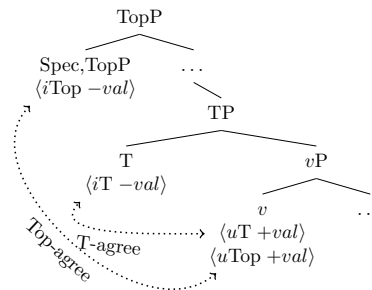 TopP
Spec,TopP ...
⟨iTop −val⟩
TP
T vP
⟨iT −val⟩
v ..
⟨uT +val⟩
⟨uTop +val⟩
T-agree
Top-agree